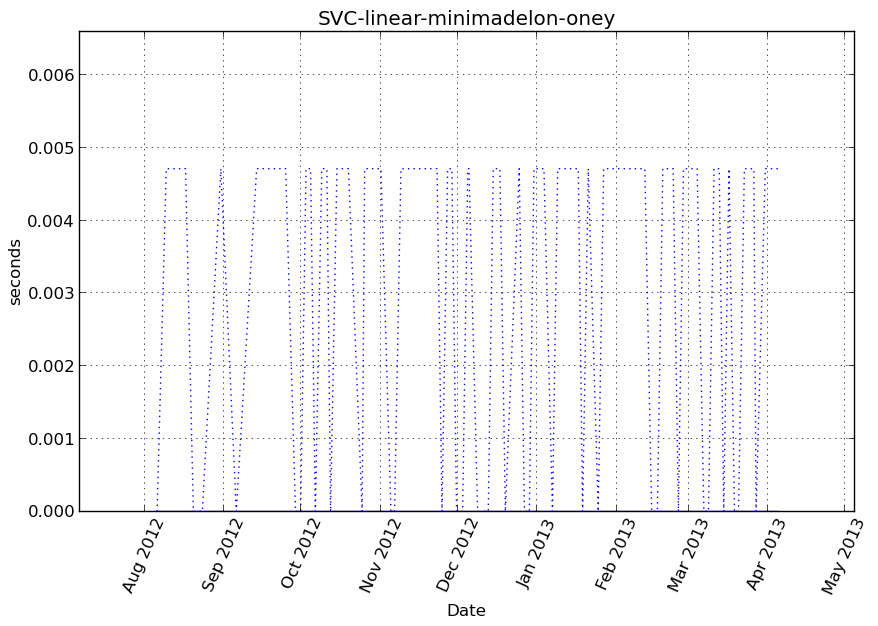 SVC-linear-minimadelon-oney
0.006
0.005
0.004
0.003
0.002
0.001
0.000
seconds
Aug 2012
Sep 2012
Oct 2012
Nov 2012
Dec 2012
Jan 2013
Feb 2013
Mar 2013
Apr 2013
May 2013
Date